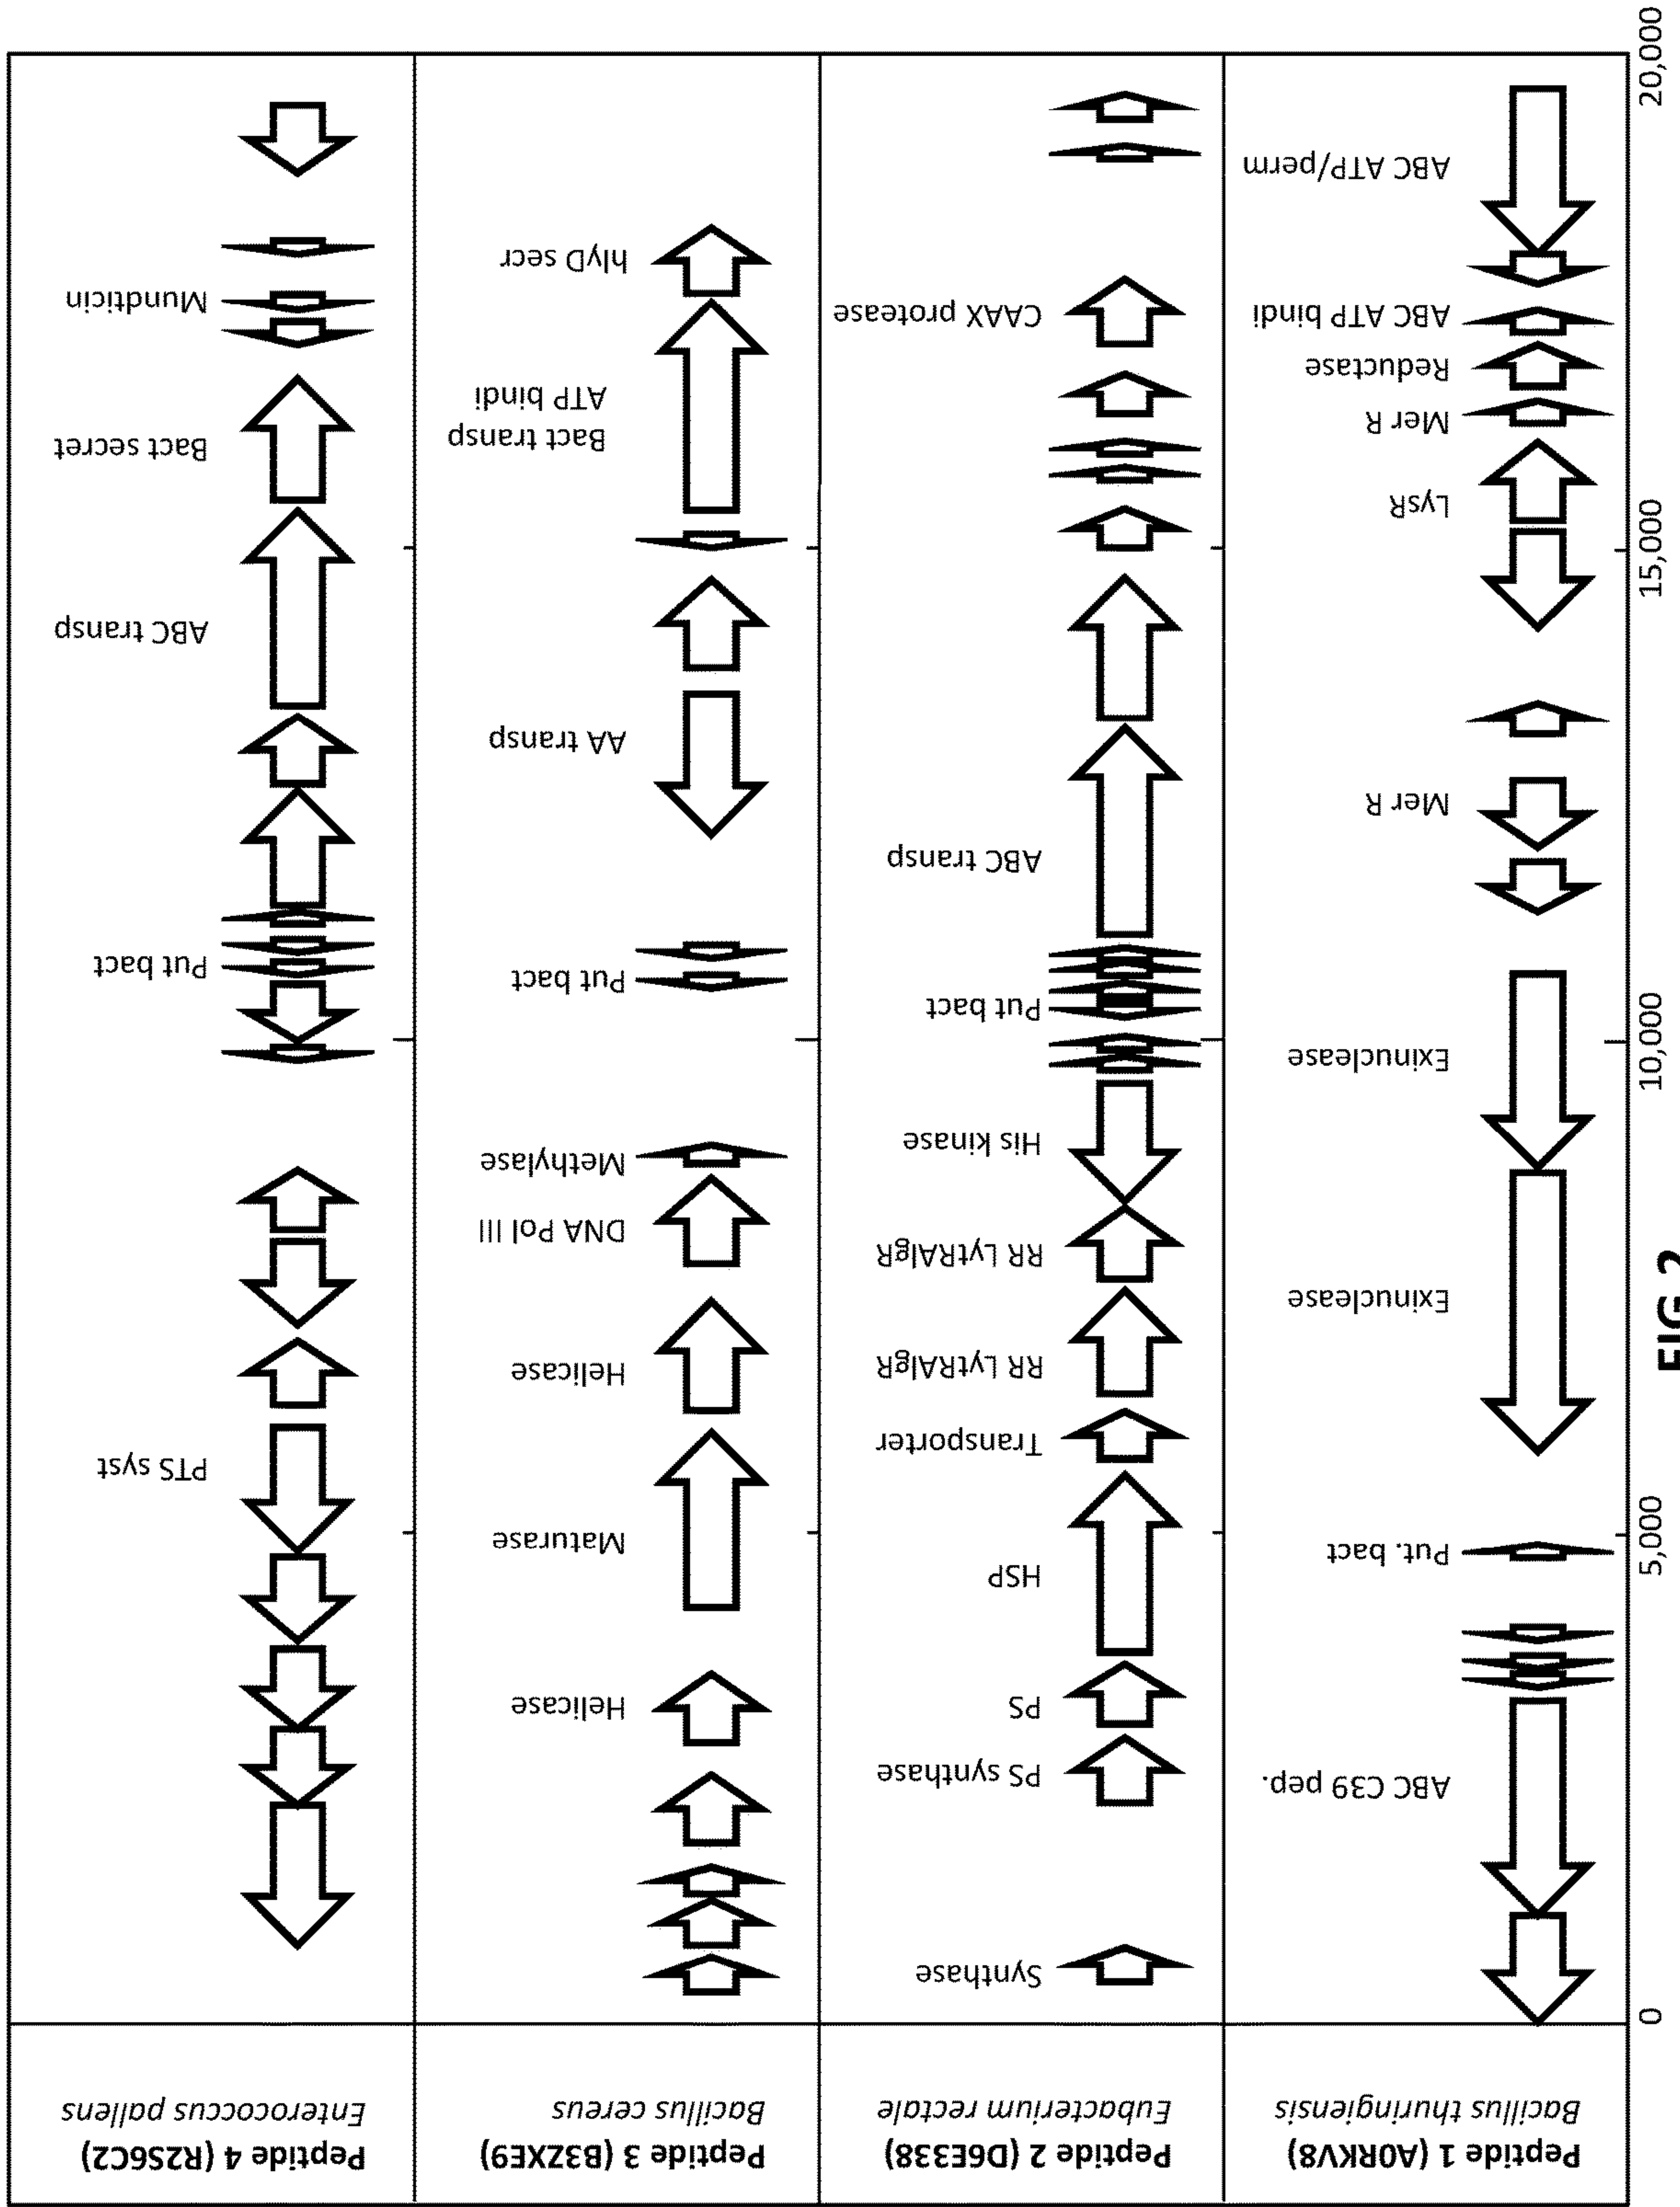 Peptide 4 (R2S6C2)
Enterococcus pallens
PTS syst
Put bact
ABC transp
Bact secret
Mundticin
Peptide 3 (B3ZXE9)
Bacillus cereus
Helicase
Maturase
Helicase
DNA Pol III
Methylase
Put bact
AA transp
Bact transp
ATP bindi
hlyD secr
Peptide 2 (D6E338)
Eubacterium rectale
Synthase
PS synthase
PS
HSP
Transporter
RR LytRAlgR
RR LytRAlgR
His kinase
Put bact
ABC transp
CAAX protease
Peptide 1 (A0RKV8)
Bacillus thuringiensis
ABC C39 pep.
Put. bact
Exinuclease
Exinuclease
Mer R
LysR
Mer R
Reductase
ABC ATP bindi
ABC ATP/perm
0
5,000
10,000
15,000
20,000
FIG 2